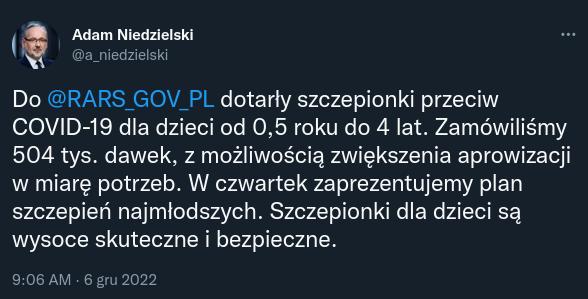 Adam Niedzielski
@a_niedzielski
Do @RARS_GOV_PL dotarły szczepionki przeciw
COVID-19 dla dzieci od 0,5 roku do 4 lat. Zamówiliśmy
504 tys. dawek, z możliwością zwiększenia aprowizacji
w miarę potrzeb. W czwartek zaprezentujemy plan
szczepień najmłodszych. Szczepionki dla dzieci są
wysoce skuteczne i bezpieczne.
9:06 AM · 6 gru 2022